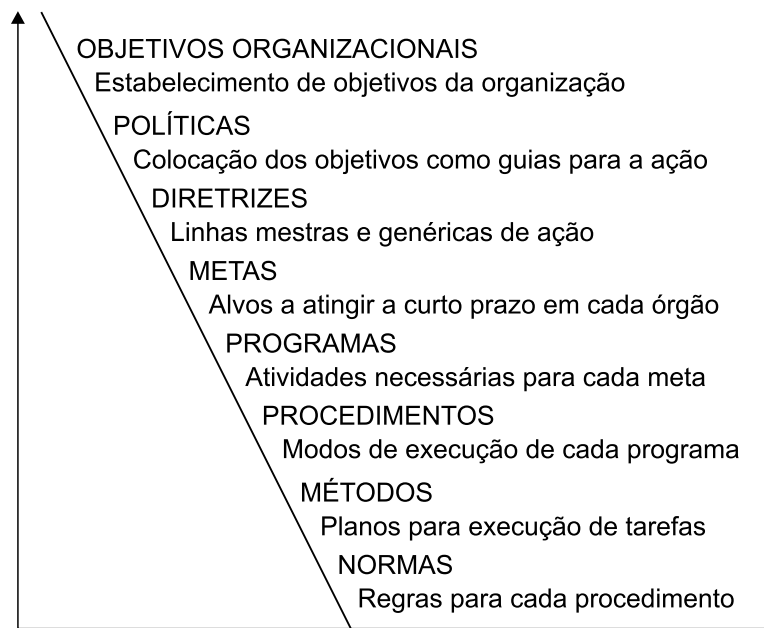 OBJETIVOS ORGANIZACIONAIS
Estabelecimento de objetivos da organização
POLÍTICAS
Colocação dos objetivos como guias para a ação
DIRETRIZES
Linhas mestras e genéricas de ação
METAS
Alvos a atingir a curto prazo em cada órgão
PROGRAMAS
Atividades necessárias para cada meta
PROCEDIMENTOS
Modos de execução de cada programa
MÉTODOS
Planos para execução de tarefas
NORMAS
Regras para cada procedimento